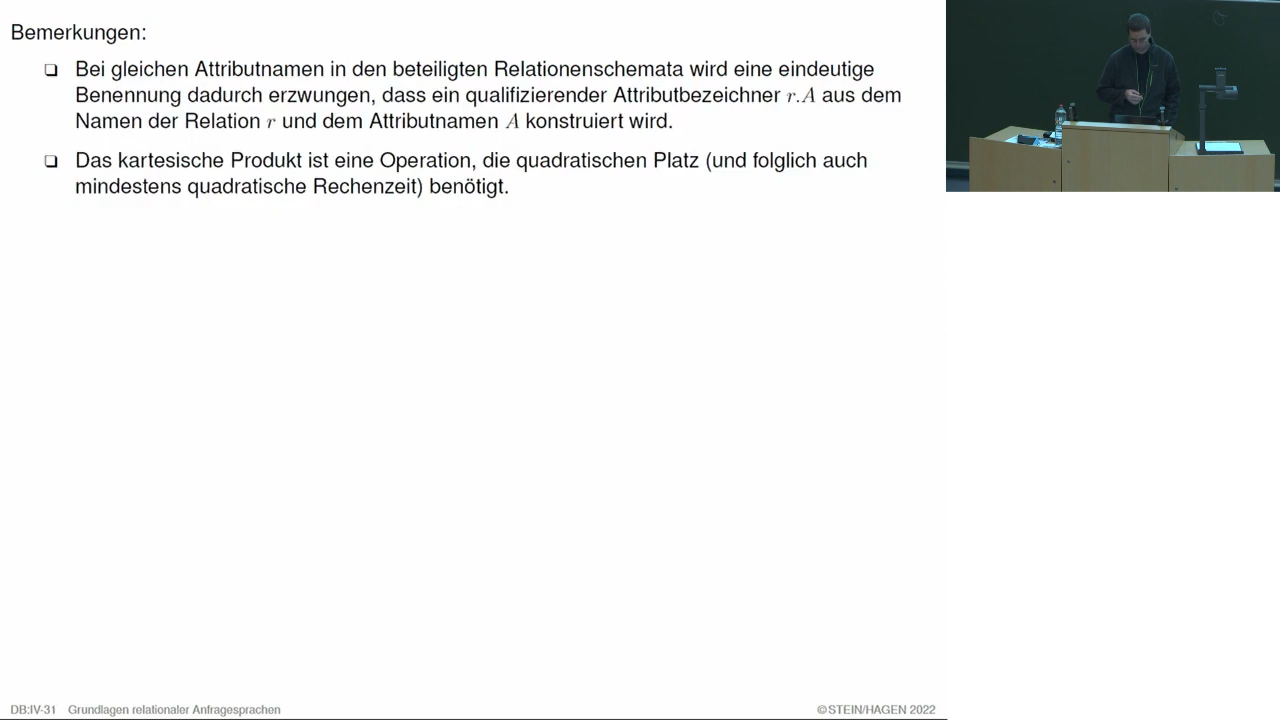 Bemerkungen:
❏ Bei gleichen Attributnamen in den beteiligten Relationenschemata wird eine eindeutige
Benennung dadurch erzwungen, dass ein qualifizierender Attributbezeichner r.A aus dem
Namen der Relation r und dem Attributnamen A konstruiert wird.
❏ Das kartesische Produkt ist eine Operation, die quadratischen Platz (und folglich auch
mindestens quadratische Rechenzeit) benötigt.
DB:IV-31 Grundlagen relationaler Anfragesprachen
©STEIN/HAGEN 2022